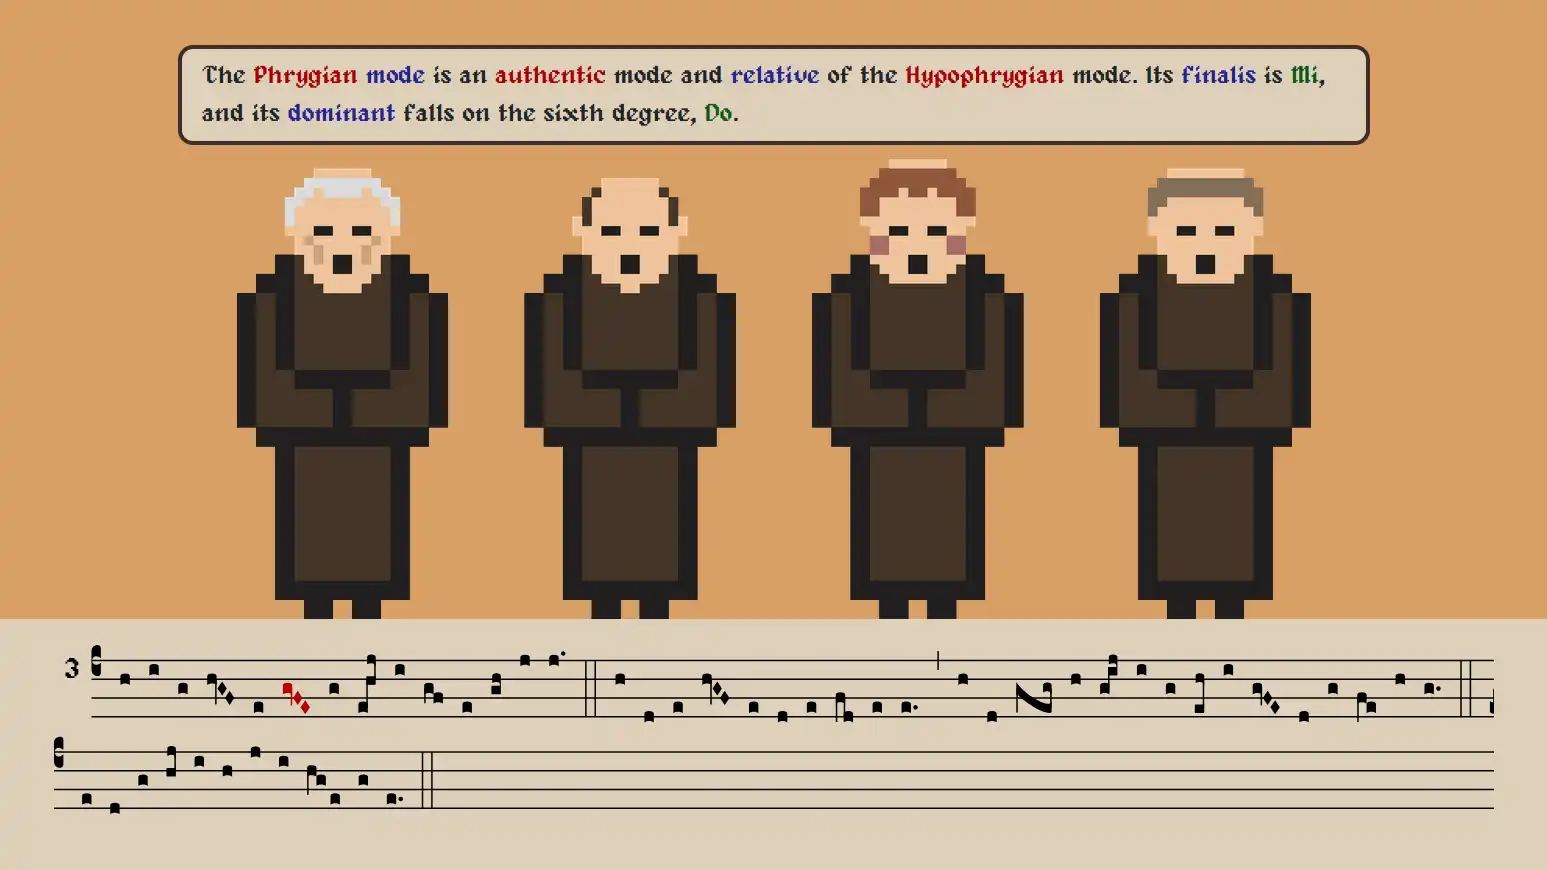 The Phrygian mode is an authentic mode and relative of the Hypophrygian mode. Its finalis is Mi,
and its dominant falls on the sixth degree, Do.
3